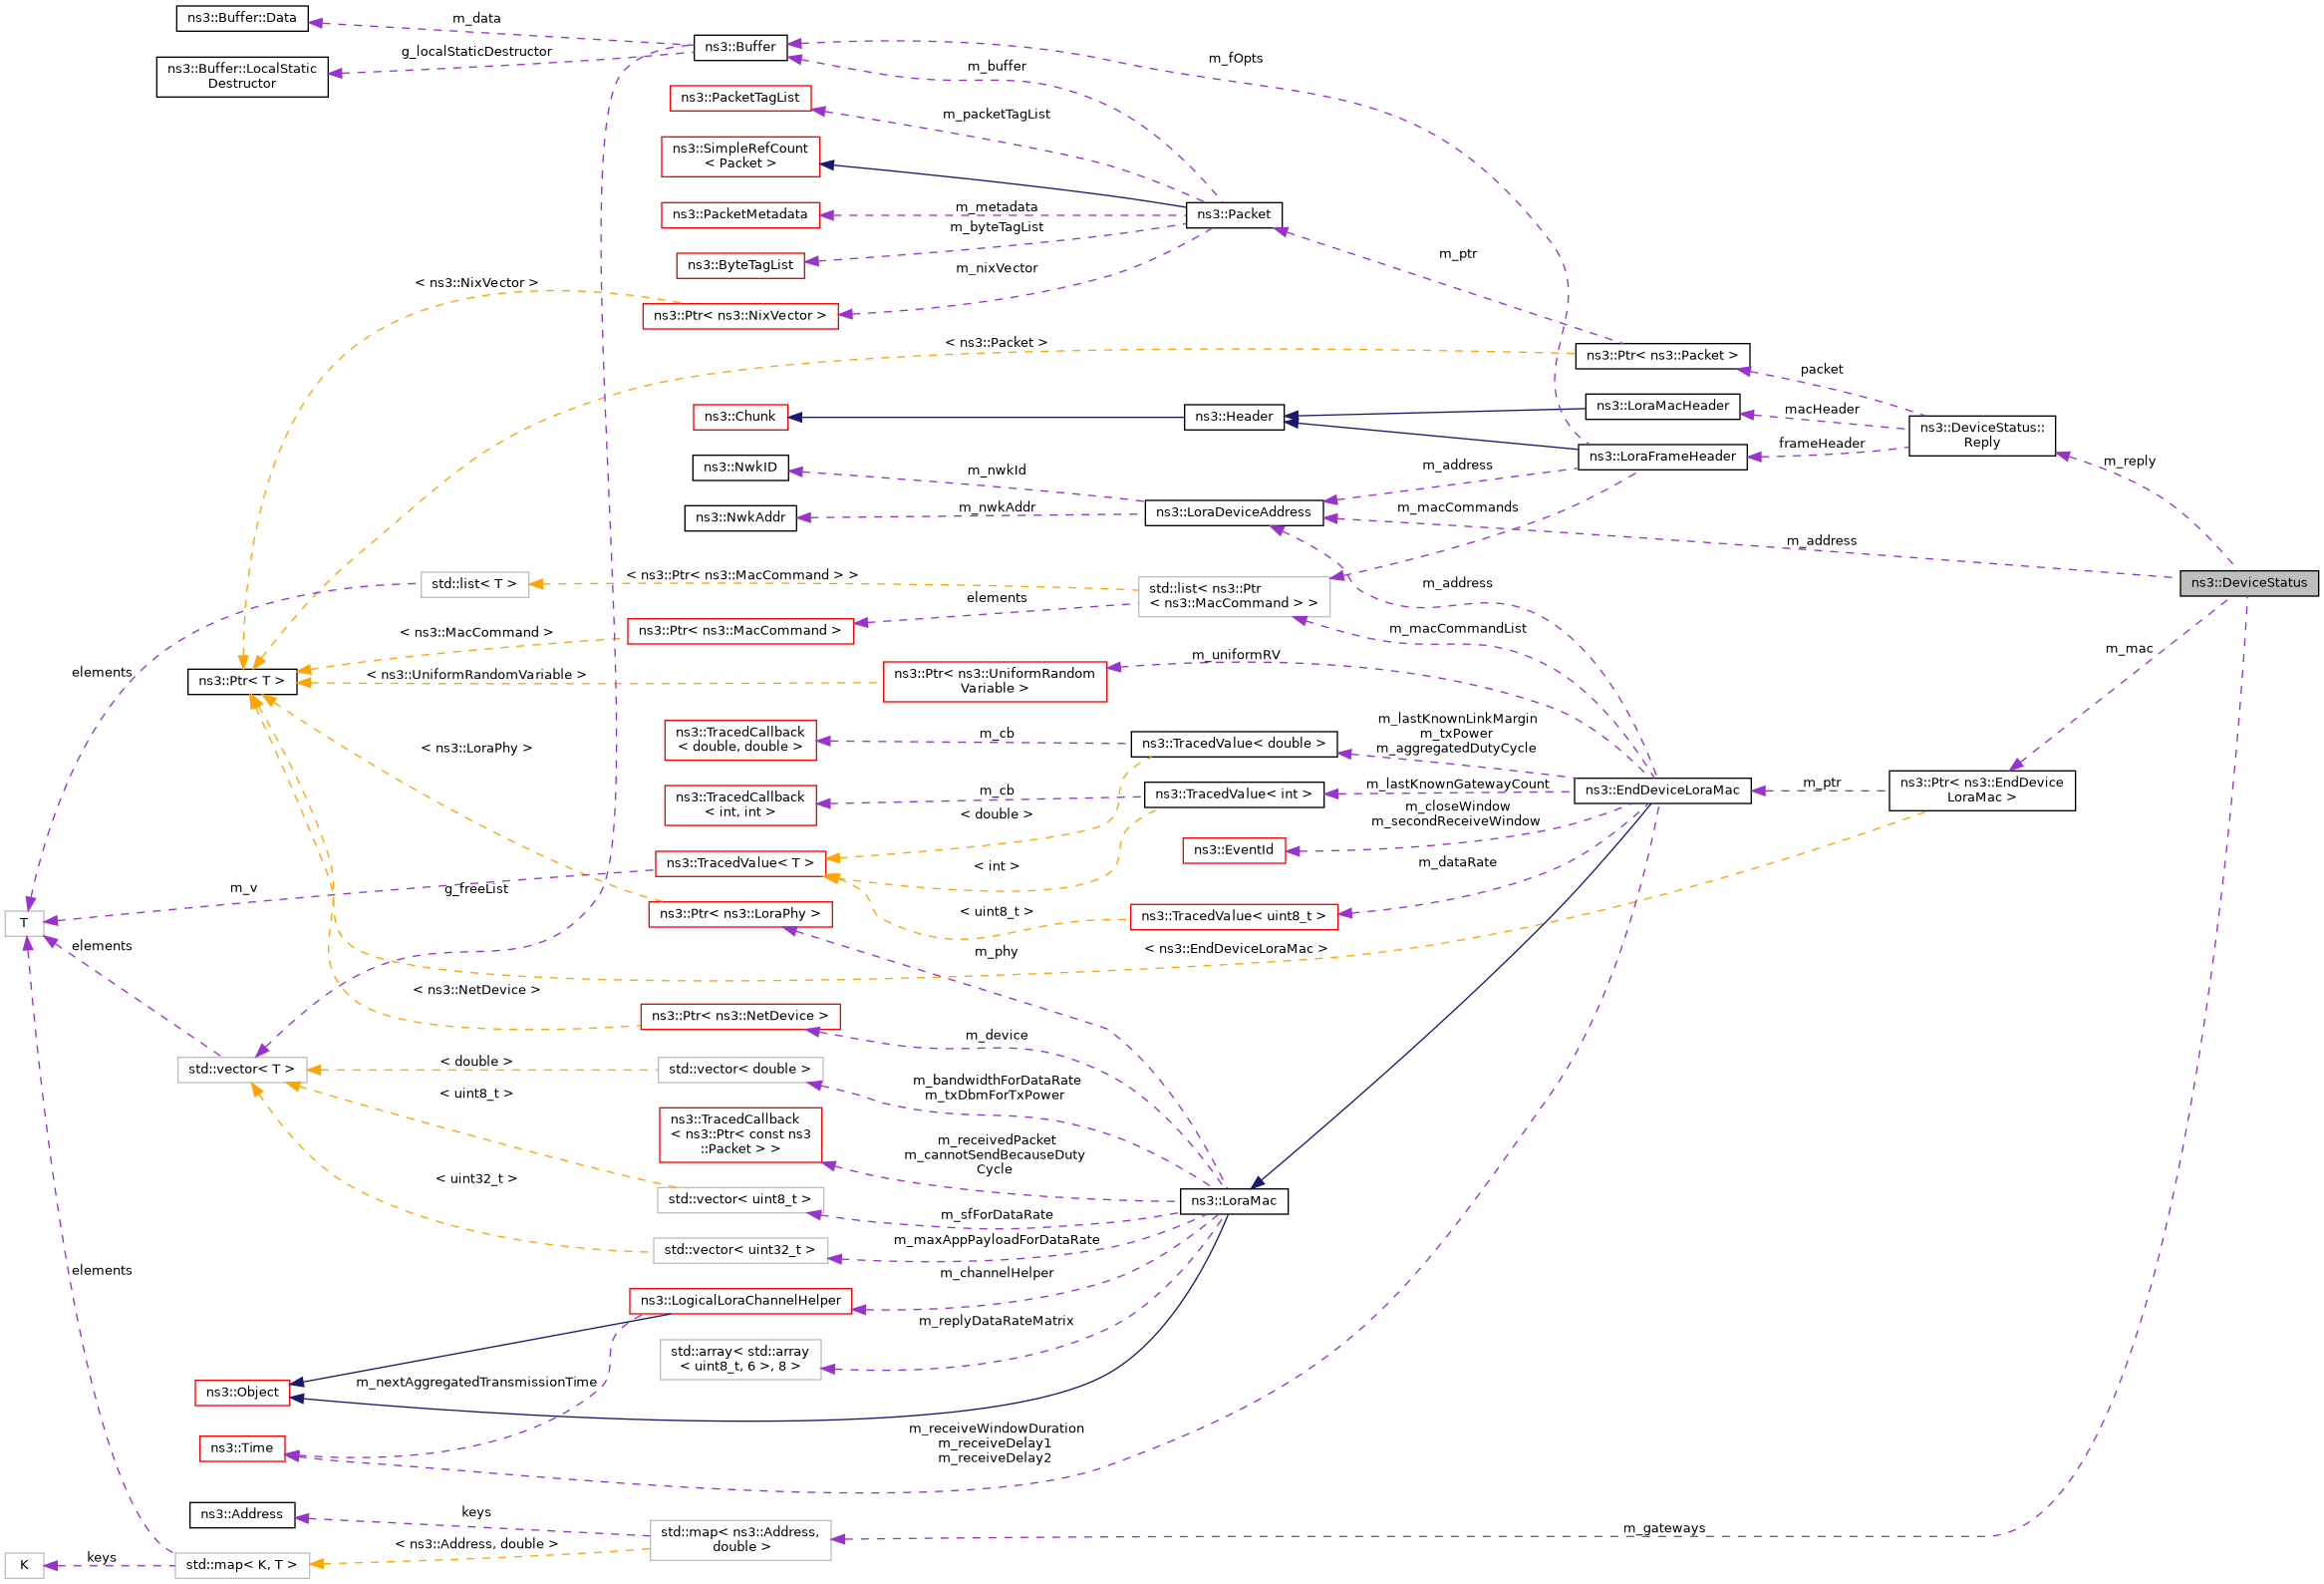 ns3::Buffer::Data
m_data
ns3::Buffer
g_localStaticDestructor
ns3::Buffer::LocalStatic
Destructor
m_fOpts
m_buffer
ns3::PacketTagList
m_packetTagList
ns3::SimpleRefCount
< Packet >
ns3::PacketMetadata
m_metadata
ns3::Packet
m_byteTagList
ns3::ByteTagList
m_nixVector
m_ptr
< ns3::NixVector >
ns3::Ptr< ns3::NixVector >
< ns3::Packet >
ns3::Ptr< ns3::Packet >
packet
ns3::Chunk
ns3::Header
ns3::LoraMacHeader
macHeader
ns3::DeviceStatus::
Reply
frameHeader
ns3::LoraFrameHeader
m_reply
ns3::NwkID
m_nwkId
m_address
ns3::NwkAddr
m_nwkAddr
ns3::LoraDeviceAddress
m_macCommands
m_address
ns3::DeviceStatus
std::list< T >
< ns3::Ptr< ns3::MacCommand > >
std::list< ns3::Ptr
< ns3::MacCommand > >
m_address
elements
ns3::Ptr< ns3::MacCommand >
< ns3::MacCommand >
m_macCommandList
m_mac
elements
ns3::Ptr< T >
< ns3::UniformRandomVariable >
ns3::Ptr< ns3::UniformRandom
Variable >
m_uniformRV
ns3::TracedCallback
< double, double >
m_cb
ns3::TracedValue< double >
m_lastKnownLinkMargin
m_txPower
m_aggregatedDutyCycle
< ns3::LoraPhy >
ns3::TracedCallback
< int, int >
m_cb
ns3::TracedValue< int >
m_lastKnownGatewayCount
ns3::EndDeviceLoraMac
m_ptr
ns3::Ptr< ns3::EndDevice
LoraMac >
< double >
m_closeWindow
m_secondReceiveWindow
ns3::EventId
ns3::TracedValue< T >
< int >
m_dataRate
m_v
g_freeList
T
ns3::Ptr< ns3::LoraPhy >
< uint8_t >
ns3::TracedValue< uint8_t >
elements
m_phy
< ns3::EndDeviceLoraMac >
< ns3::NetDevice >
ns3::Ptr< ns3::NetDevice >
m_device
std::vector< T >
< double >
std::vector< double >
m_bandwidthForDataRate
m_txDbmForTxPower
< uint8_t >
ns3::TracedCallback
< ns3::Ptr< const ns3
::Packet > >
m_receivedPacket
m_cannotSendBecauseDuty
Cycle
< uint32_t >
std::vector< uint8_t >
m_sfForDataRate
ns3::LoraMac
std::vector< uint32_t >
m_maxAppPayloadForDataRate
elements
m_channelHelper
ns3::LogicalLoraChannelHelper
m_replyDataRateMatrix
std::array< std::array
< uint8_t, 6 >, 8 >
ns3::Object
m_nextAggregatedTransmissionTime
ns3::Time
m_receiveWindowDuration
m_receiveDelay1
m_receiveDelay2
ns3::Address
keys
std::map< ns3::Address,
double >
m_gateways
K
keys
std::map< K, T >
< ns3::Address, double >